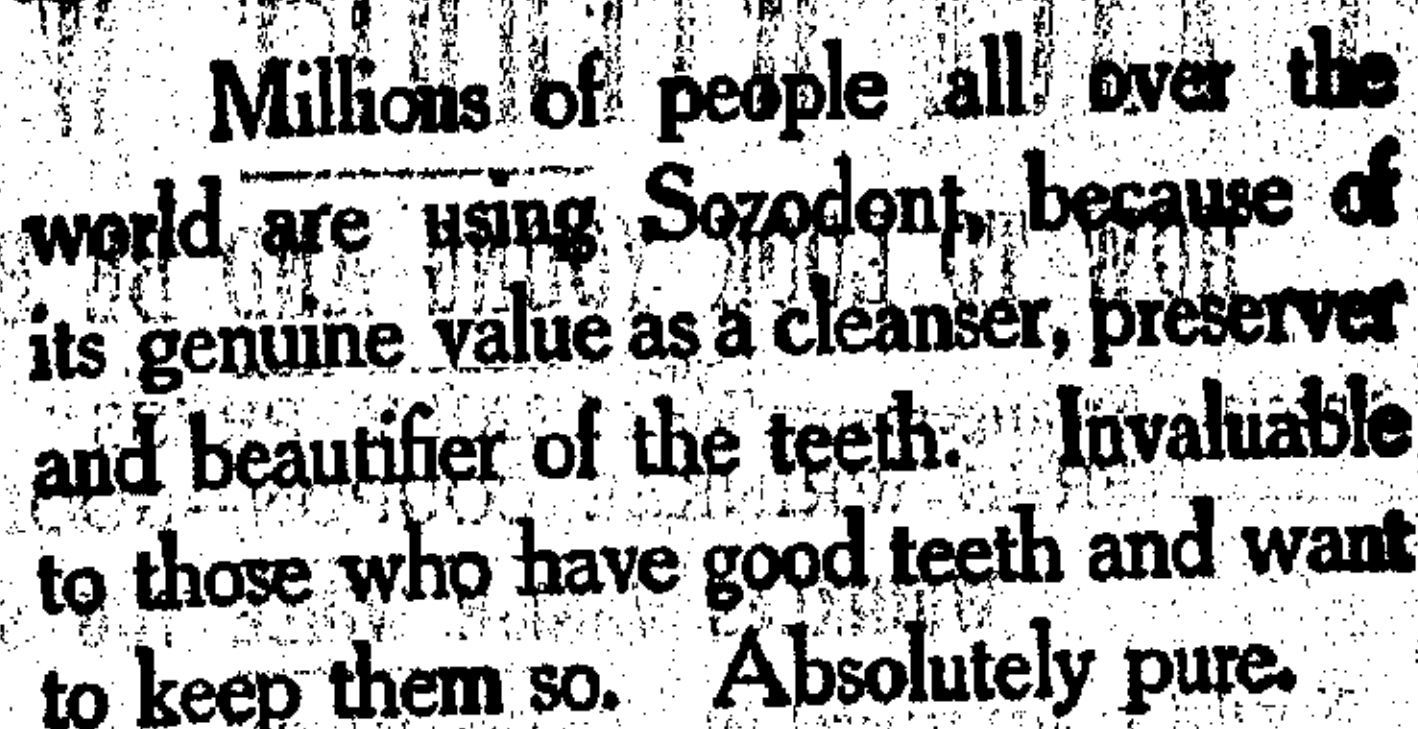 Millions of people all over the
world are using Sozodont, because of
its genuine value as a cleanser, preserver
and beautifier of the teeth. Invaluable
to those who have good teeth and want
to keep them so. Absolutely pure.